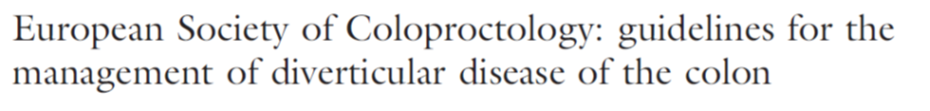 European Society of Coloproctology: guidelines for the
management of diverticular disease of the colon